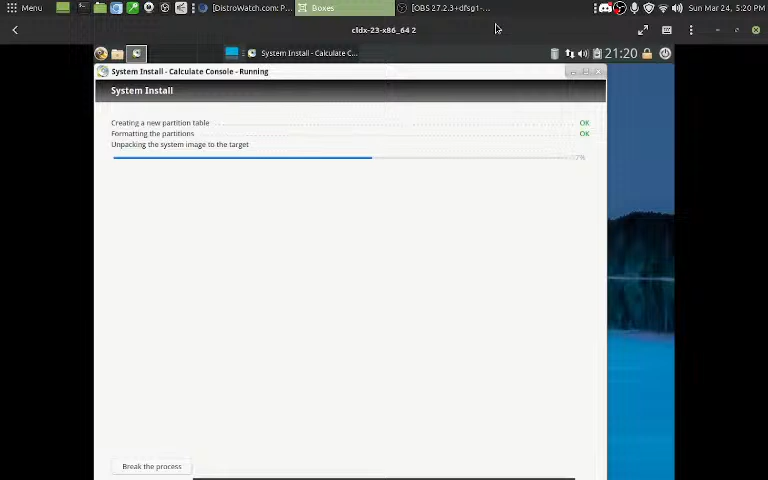 Menu
[DistroWatch.com: P...
Boxes
[OBS 27.2.3+dfsg1-...
Sun Mar 24, 5:20 PM
cldx-23-x86_64 2
System Install - Calculate C...
21:20
System Install - Calculate Console - Running
System Install
Creating a new partition table OK
Formatting the partitions OK
Unpacking the system image to the target
7%
Break the process